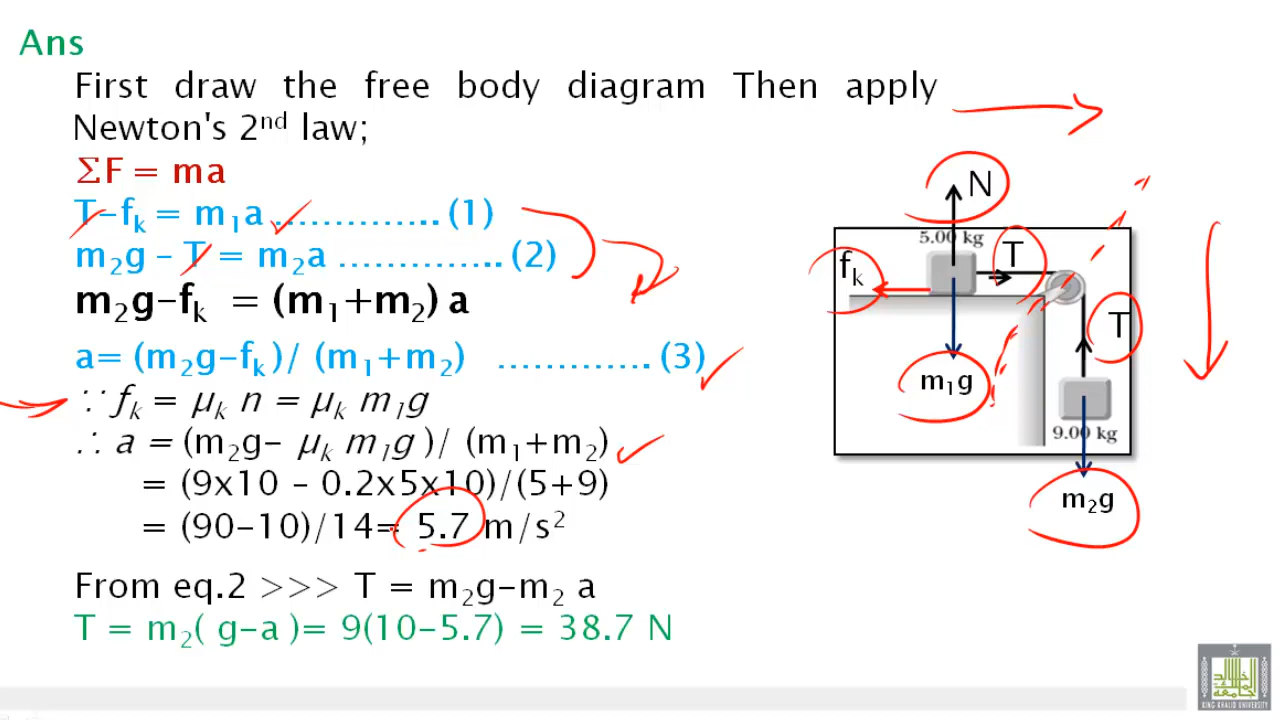 Ans
First draw the free body diagram Then apply
Newton's 2nd law;
ΣF = ma
T-fk = m1a ………….. (1)
m2g - T = m2a ………….. (2)
m2g-fk = (m1+m2) a
a= (m2g-fk)/ (m1+m2) …………. (3)
∵ fk = μk n = μk m1g
∴ a = (m2g- μk m1g )/ (m1+m2)
= (9x10 - 0.2x5x10)/(5+9)
= (90-10)/14= 5.7 m/s2
From eq.2 >>> T = m2g-m2 a
T = m2( g-a )= 9(10-5.7) = 38.7 N
N
5.00 kg
fk
T
T
m1g
9.00 kg
m2g
KING KHALID UNIVERSITY